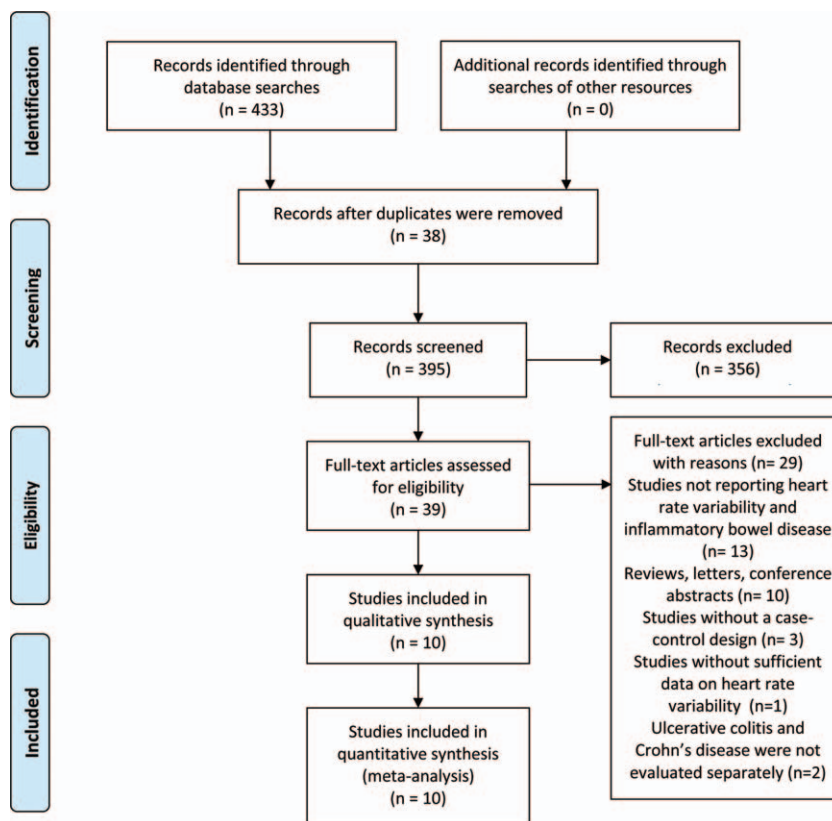 Identification
Records identified through
database searches
(n = 433)
Additional records identified through
searches of other resources
(n = 0)
Records after duplicates were removed
(n = 38)
Screening
Records screened
(n = 395)
Records excluded
(n = 356)
Eligibility
Full-text articles assessed
for eligibility
(n = 39)
Full-text articles excluded
with reasons (n= 29)
Studies not reporting heart
rate variability and
inflammatory bowel disease
(n= 13)
Reviews, letters, conference
abstracts (n= 10)
Studies without a case-
control design (n= 3)
Studies without sufficient
data on heart rate
variability (n=1)
Ulcerative colitis and
Crohn's disease were not
evaluated separately (n=2)
Studies included in
qualitative synthesis
(n = 10)
Included
Studies included in
quantitative synthesis
(meta-analysis)
(n = 10)